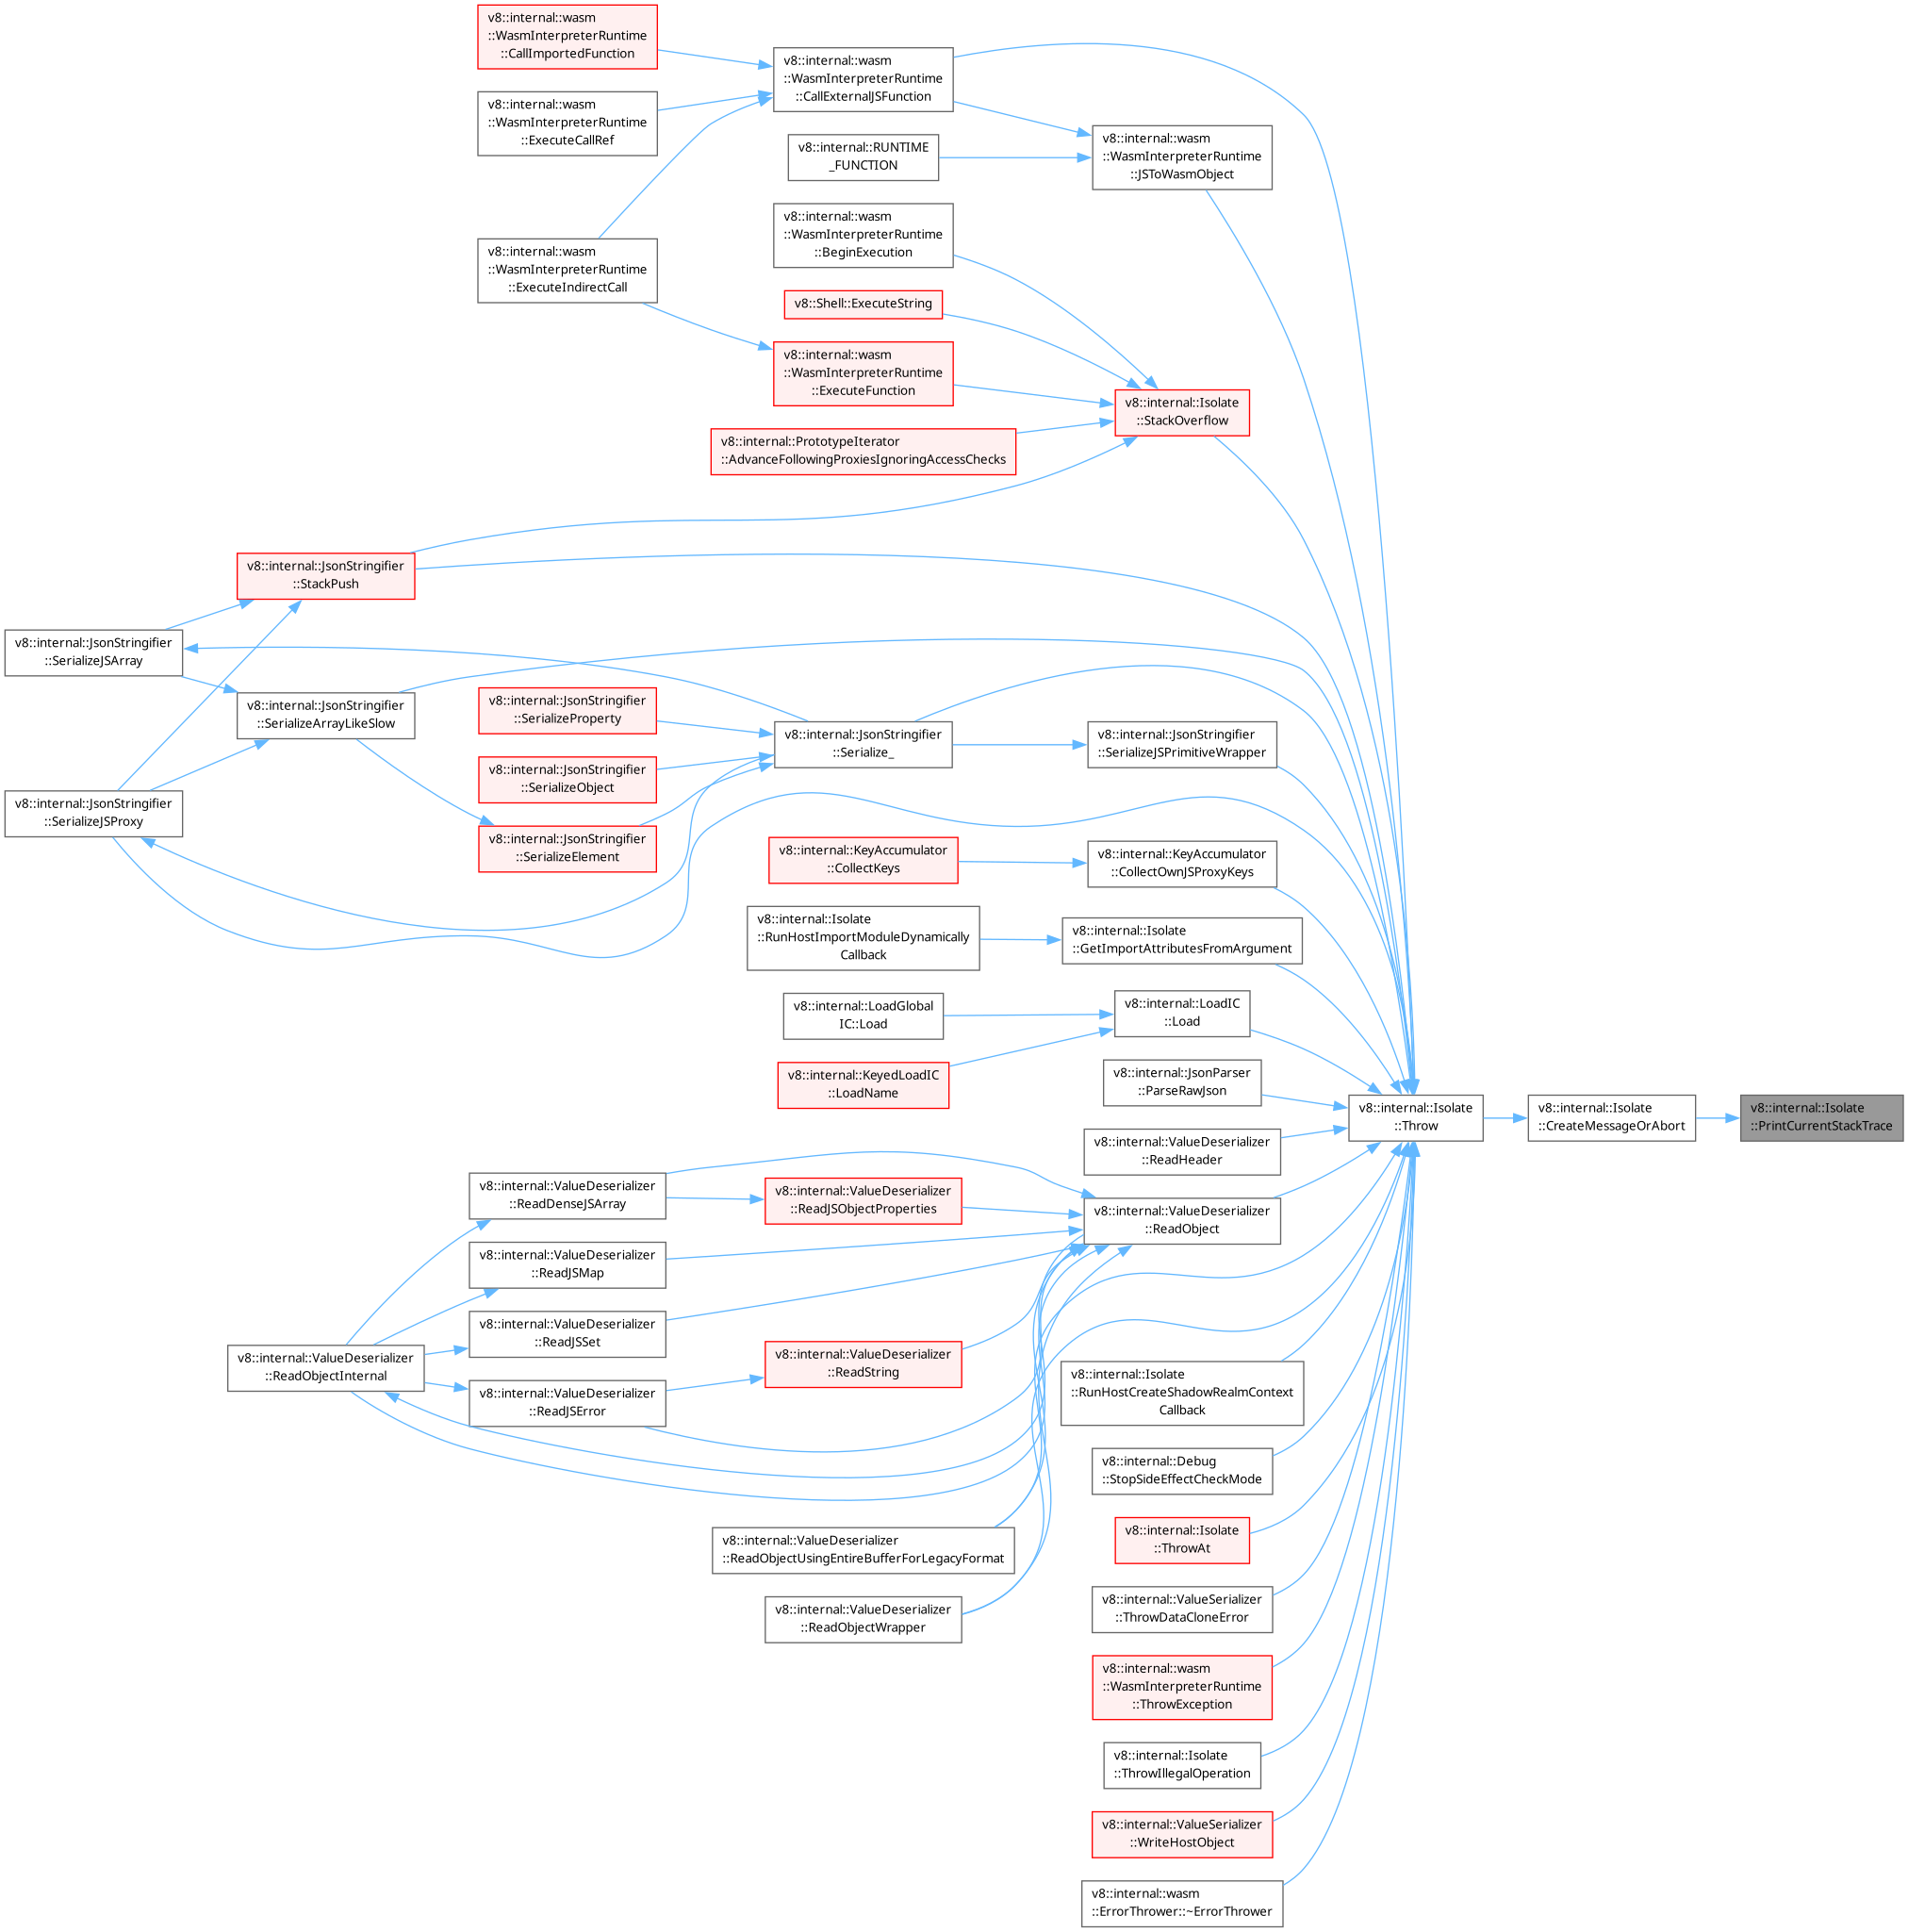 v8::internal::wasm
::WasmInterpreterRuntime
::CallImportedFunction
v8::internal::wasm
::WasmInterpreterRuntime
::CallExternalJSFunction
v8::internal::wasm
::WasmInterpreterRuntime
::ExecuteCallRef
v8::internal::RUNTIME
_FUNCTION
v8::internal::wasm
::WasmInterpreterRuntime
::JSToWasmObject
v8::internal::wasm
::WasmInterpreterRuntime
::BeginExecution
v8::internal::wasm
::WasmInterpreterRuntime
::ExecuteIndirectCall
v8::Shell::ExecuteString
v8::internal::wasm
::WasmInterpreterRuntime
::ExecuteFunction
v8::internal::Isolate
::StackOverflow
v8::internal::PrototypeIterator
::AdvanceFollowingProxiesIgnoringAccessChecks
v8::internal::JsonStringifier
::StackPush
v8::internal::JsonStringifier
::SerializeJSArray
v8::internal::JsonStringifier
::SerializeArrayLikeSlow
v8::internal::JsonStringifier
::SerializeProperty
v8::internal::JsonStringifier
::Serialize_
v8::internal::JsonStringifier
::SerializeJSPrimitiveWrapper
v8::internal::JsonStringifier
::SerializeObject
v8::internal::JsonStringifier
::SerializeJSProxy
v8::internal::JsonStringifier
::SerializeElement
v8::internal::KeyAccumulator
::CollectKeys
v8::internal::KeyAccumulator
::CollectOwnJSProxyKeys
v8::internal::Isolate
::RunHostImportModuleDynamically
Callback
v8::internal::Isolate
::GetImportAttributesFromArgument
v8::internal::LoadGlobal
IC::Load
v8::internal::LoadIC
::Load
v8::internal::KeyedLoadIC
::LoadName
v8::internal::JsonParser
::ParseRawJson
v8::internal::Isolate
::Throw
v8::internal::Isolate
::CreateMessageOrAbort
v8::internal::Isolate
::PrintCurrentStackTrace
v8::internal::ValueDeserializer
::ReadHeader
v8::internal::ValueDeserializer
::ReadDenseJSArray
v8::internal::ValueDeserializer
::ReadJSObjectProperties
v8::internal::ValueDeserializer
::ReadObject
v8::internal::ValueDeserializer
::ReadJSMap
v8::internal::ValueDeserializer
::ReadJSSet
v8::internal::ValueDeserializer
::ReadObjectInternal
v8::internal::ValueDeserializer
::ReadString
v8::internal::ValueDeserializer
::ReadJSError
v8::internal::Isolate
::RunHostCreateShadowRealmContext
Callback
v8::internal::Debug
::StopSideEffectCheckMode
v8::internal::ValueDeserializer
::ReadObjectUsingEntireBufferForLegacyFormat
v8::internal::Isolate
::ThrowAt
v8::internal::ValueDeserializer
::ReadObjectWrapper
v8::internal::ValueSerializer
::ThrowDataCloneError
v8::internal::wasm
::WasmInterpreterRuntime
::ThrowException
v8::internal::Isolate
::ThrowIllegalOperation
v8::internal::ValueSerializer
::WriteHostObject
v8::internal::wasm
::ErrorThrower::~ErrorThrower